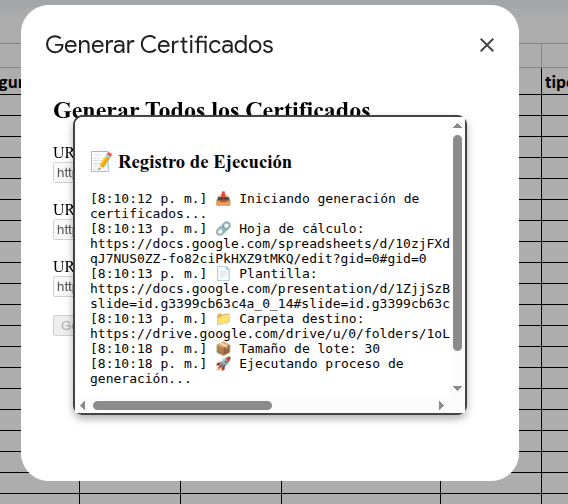 Generar Certificados
Generar Todos los Certificados
UR
htt
📝 Registro de Ejecución
[8:10:12 p. m.] 📥 Iniciando generación de
certificados...
[8:10:13 p. m.] 🔗 Hoja de cálculo:
https://docs.google.com/spreadsheets/d/10zjFXd
qJ7NUS0ZZ-fo82ciPkHXZ9tMKQ/edit?gid=0#gid=0
[8:10:13 p. m.] 📄 Plantilla:
https://docs.google.com/presentation/d/1ZjjSzB
slide=id.g3399cb63c4a_0_14#slide=id.g3399cb63c
[8:10:13 p. m.] 📁 Carpeta destino:
https://drive.google.com/drive/u/0/folders/1oL
[8:10:18 p. m.] 📦 Tamaño de lote: 30
[8:10:18 p. m.] 🚀 Ejecutando proceso de
generación...
UR
htt
UR
htt
tip